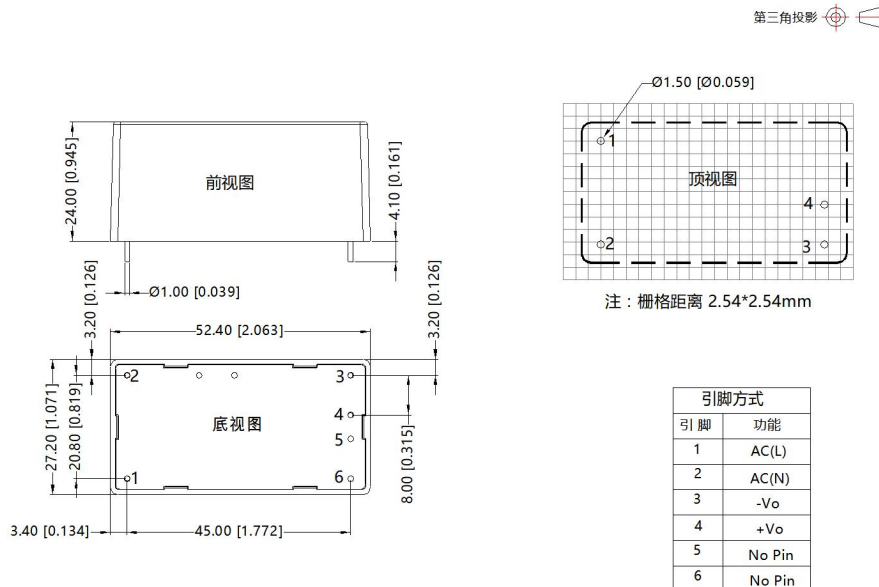 第三角投影
Ø1.50 [Ø0.059]
24.00 [0.945]
前视图
4.10 [0.161]
1
顶视图
4
2
3
Ø1.00 [0.039]
注：栅格距离 2.54*2.54mm
3.20 [0.126]
52.40 [2.063]
3.20 [0.126]
2
3
27.20 [1.071]
20.80 [0.819]
底视图
4
5
8.00 [0.315]
1
6
3.40 [0.134]
45.00 [1.772]
引脚方式
引 脚 功能
1 AC(L)
2 AC(N)
3 -Vo
4 +Vo
5 No Pin
6 No Pin